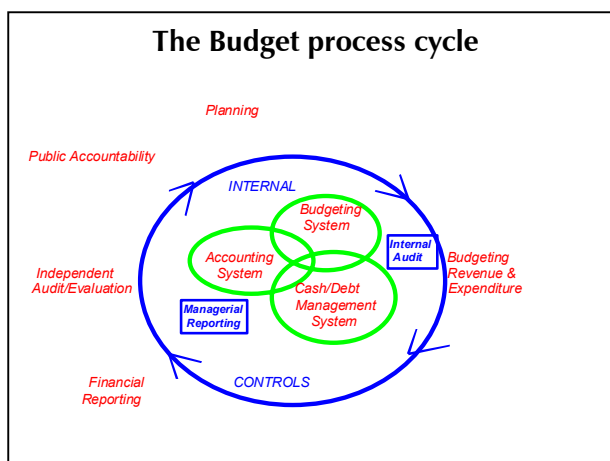 The Budget process cycle
Planning
Public Accountability
INTERNAL
Budgeting
System
Internal
Audit
Accounting
System
Budgeting
Revenue &
Expenditure
Independent
Audit/Evaluation
Cash/Debt
Management
System
Managerial
Reporting
Financial
Reporting
CONTROLS